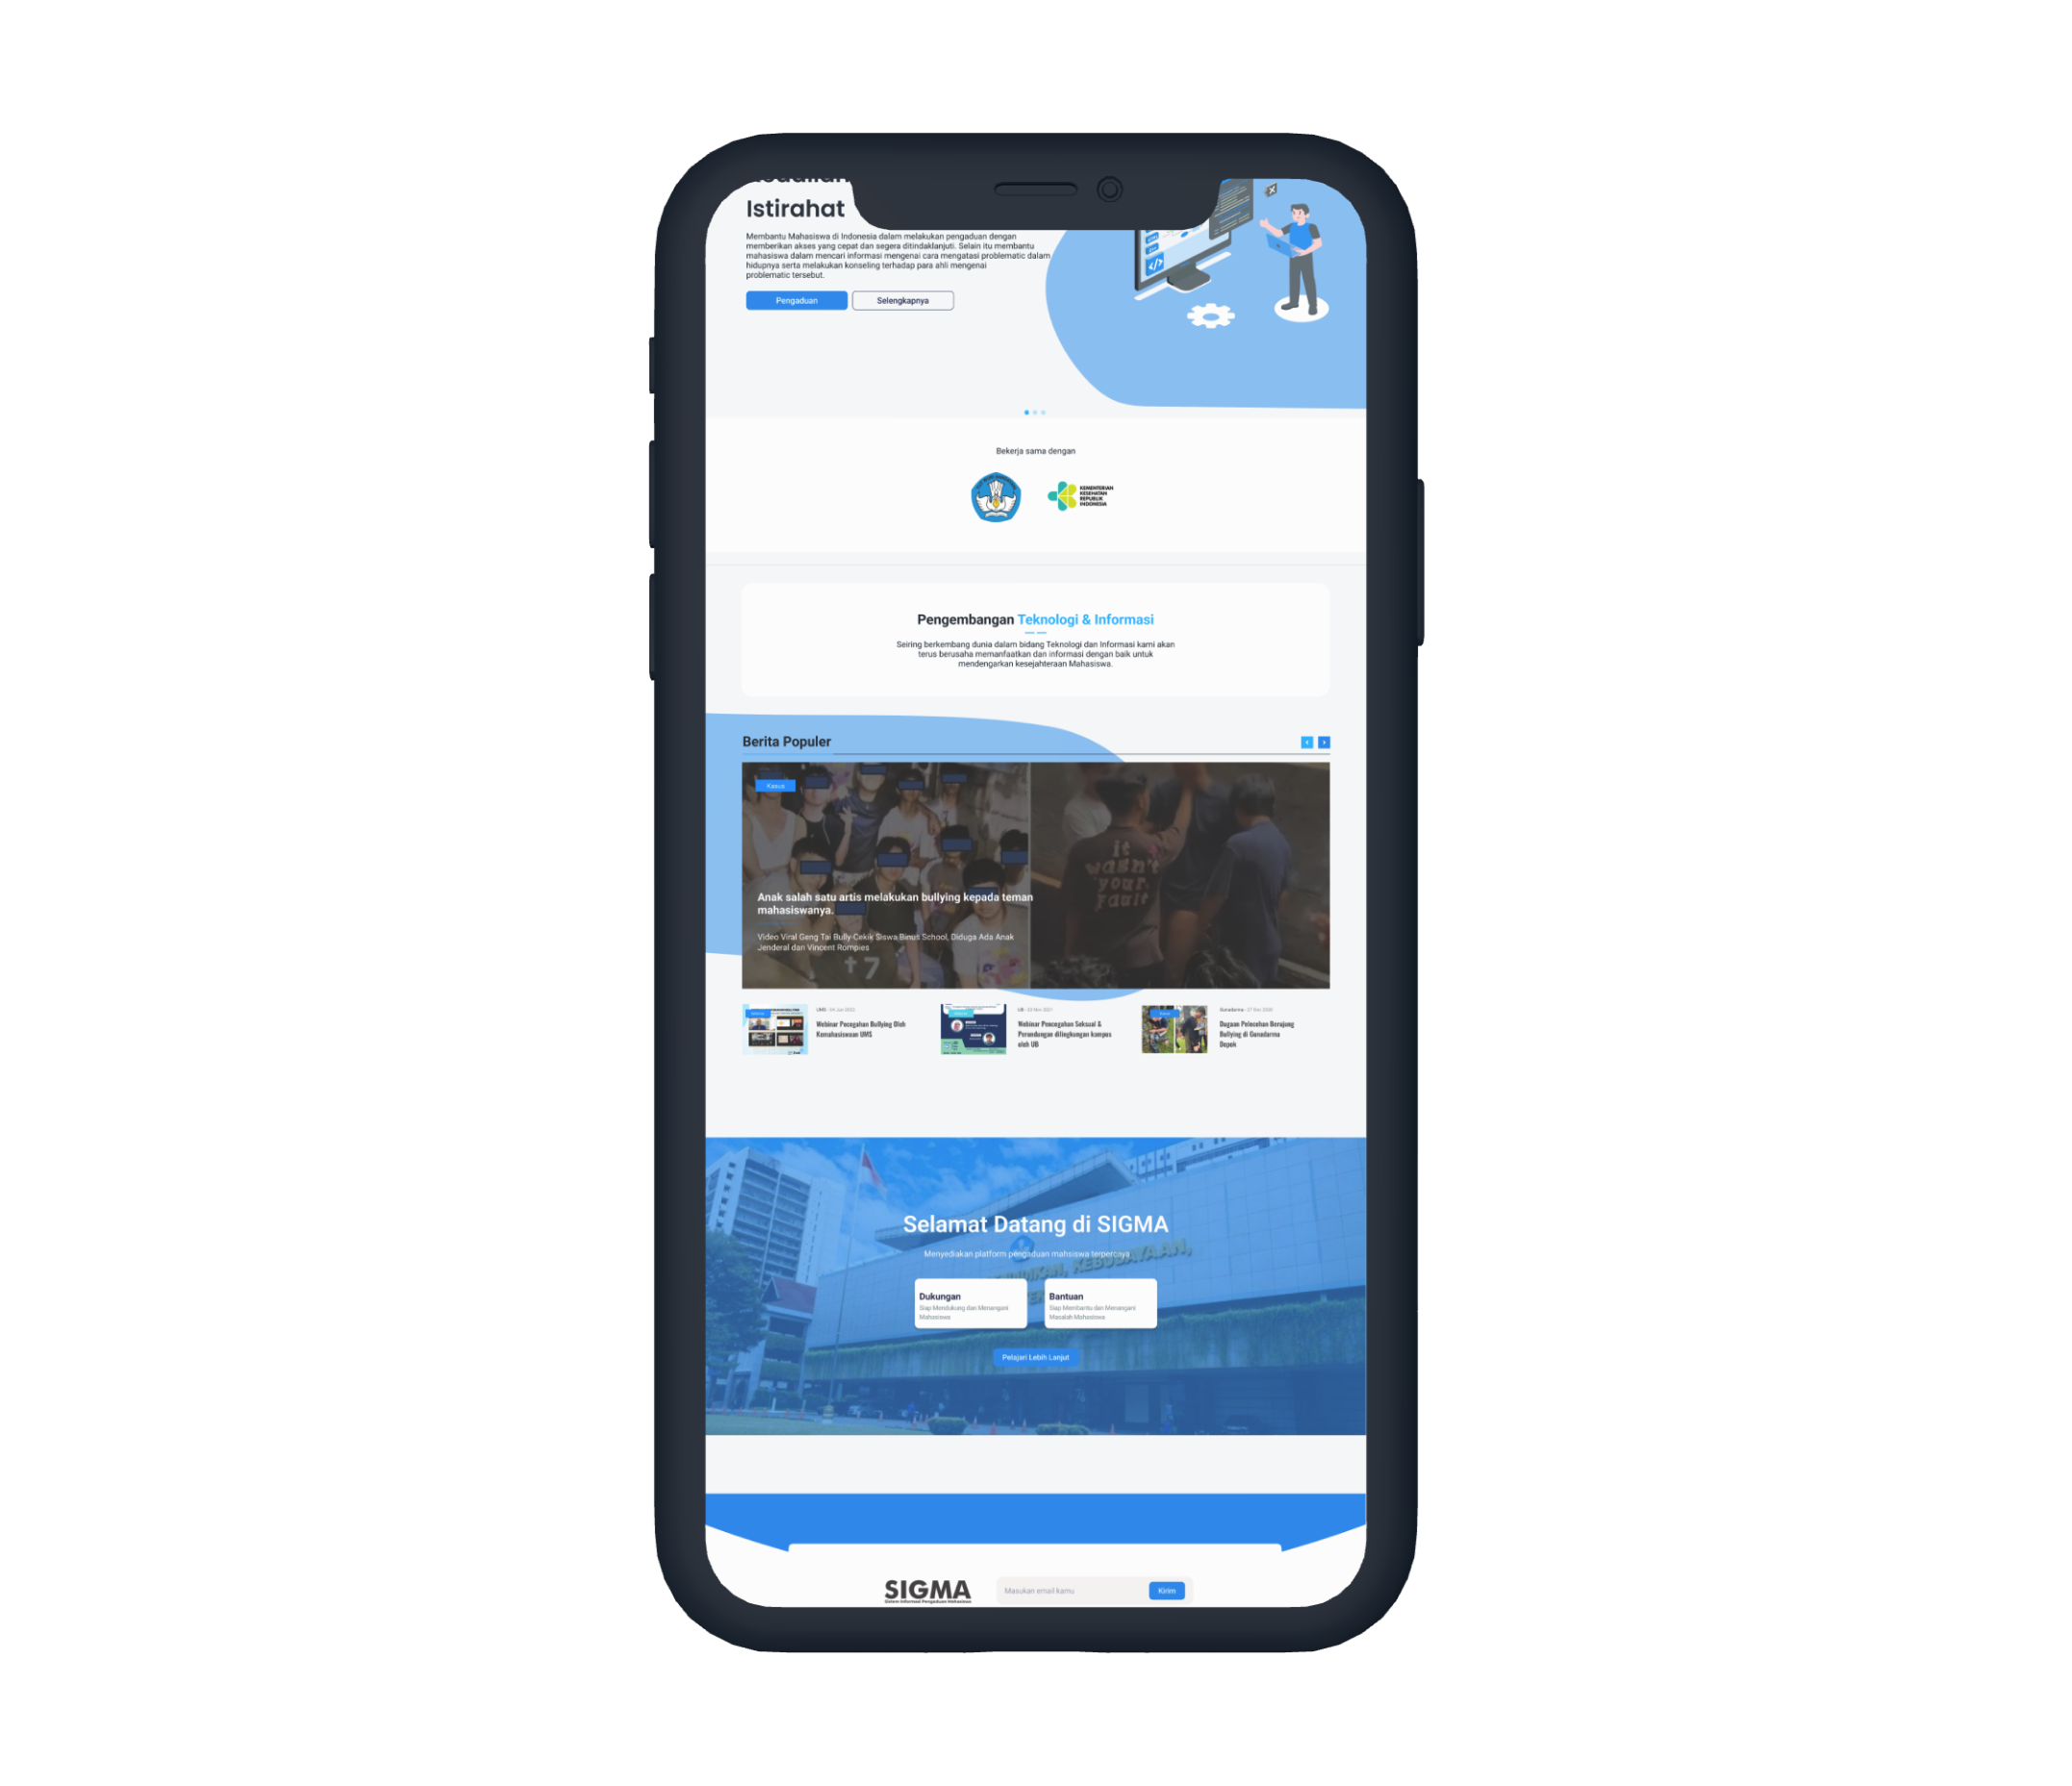 Istirahat
Membantu Mahasiswa di Indonesia dalam melakukan pengaduan dengan
memberikan akses yang cepat dan segera ditindaklanjuti. Selain itu membantu
mahasiswa dalam mencari informasi mengenai cara mengatasi problematic dalam
hidupnya serta melakukan konseling terhadap para ahli mengenai
problematic tersebut.
Pengaduan
Selengkapnya
Bekerja sama dengan
KEMENTERIAN
KESEHATAN
REPUBLIK
INDONESIA
Pengembangan Teknologi & Informasi
Seiring berkembang dunia dalam bidang Teknologi dan Informasi kami akan
terus berusaha memanfaatkan dan informasi dengan baik untuk
mendengarkan kesejahteraan Mahasiswa.
Berita Populer
Kasus
it
wasn't
your
fault
Anak salah satu artis melakukan bullying kepada teman
mahasiswanya.
Video Viral Geng Tai Bully-Cekik Siswa Binus School, Diduga Ada Anak
Jenderal dan Vincent Rompies
17
UMS
Webinar Pecegahan Bullying Oleh
Kemahasiswaan UMS
UB
Webinar Pencegahan Seksual &
Perundungan dilingkungan kampus
oleh UB
Gunadarma
Dugaan Pelecehan Berujung
Bullying di Gunadarma
Depok
Selamat Datang di SIGMA
Menyediakan platform pengaduan mahsiswa terpercaya
KEBUDAYAAN,
Dukungan
Siap Mendukung dan Menangani
Mahasiswa
Bantuan
Siap Membantu dan Menangani
Masalah Mahasiswa
Pelajari Lebih Lanjut
SIGMA
Sistem Informasi Pengaduan Mahasiswa
Masukan email kamu
Kirim